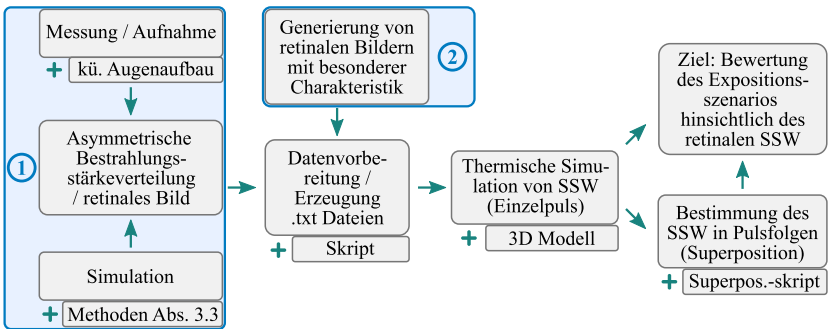 Messung / Aufnahme
+ kü. Augenaufbau
1
Asymmetrische
Bestrahlungs-
stärkeverteilung
/ retinales Bild
Simulation
+ Methoden Abs. 3.3
Generierung von
retinalen Bildern
mit besonderer
Charakteristik
2
Datenvorbe-
reitung /
Erzeugung
.txt Dateien
+ Skript
Thermische Simu-
lation von SSW
(Einzelpuls)
+ 3D Modell
Ziel: Bewertung
des Expositions-
szenarios
hinsichtlich des
retinalen SSW
Bestimmung des
SSW in Pulsfolgen
(Superposition)
+ Superpos.-skript